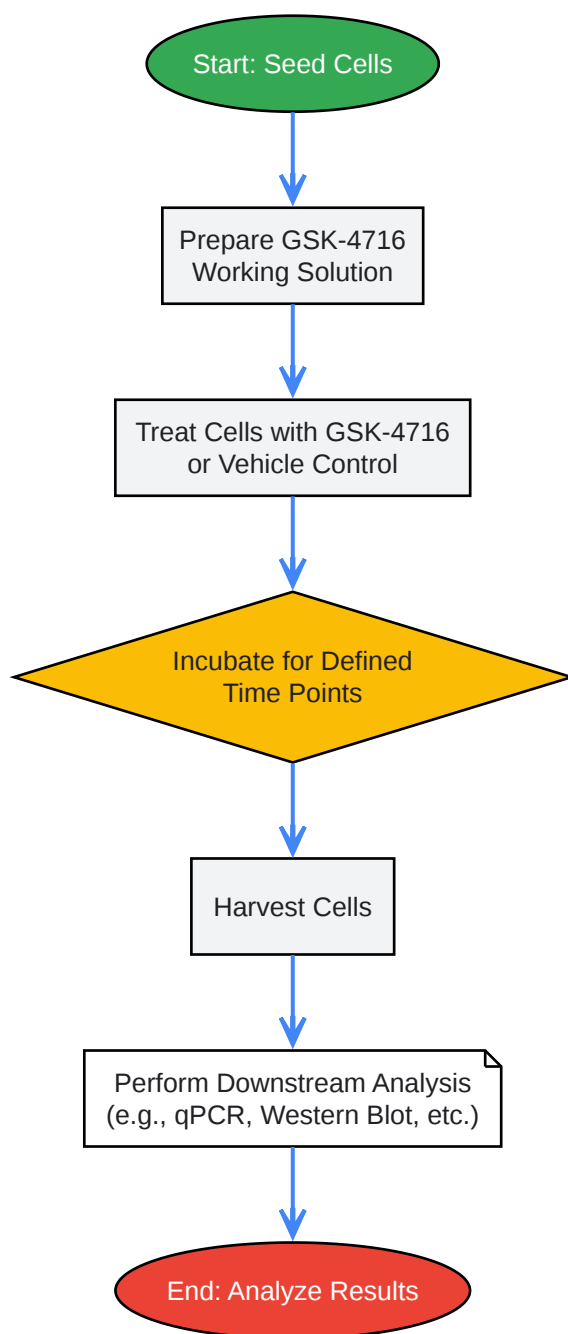 Start: Seed Cells
Prepare GSK-4716
Working Solution
Treat Cells with GSK-4716
or Vehicle Control
Incubate for Defined
Time Points
Harvest Cells
Perform Downstream Analysis
(e.g., qPCR, Western Blot, etc.)
End: Analyze Results